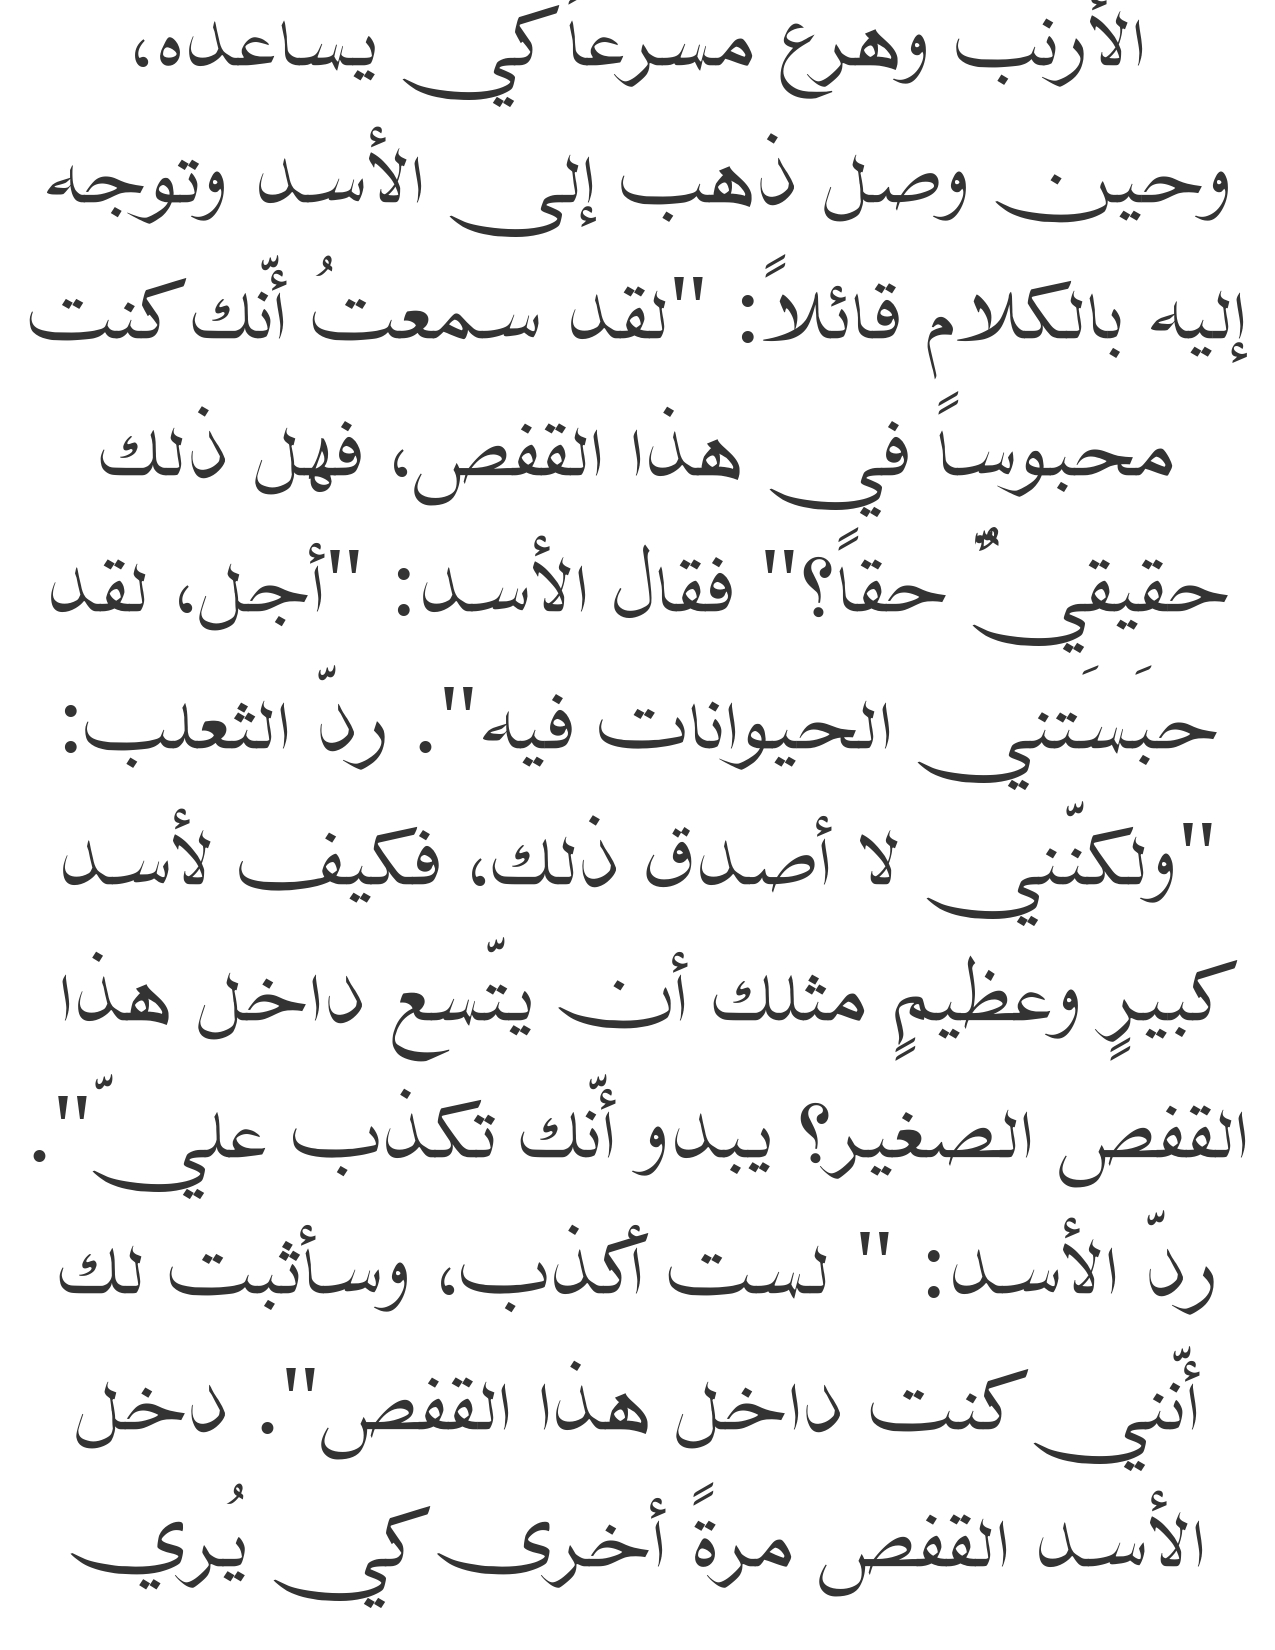 الأرنب وهرع مسرعاً كي يساعده،
وحين وصل ذهب إلى الأسد وتوجه
إليه بالكلام قائلاً: "لقد سمعتُ أنّك كنت
محبوساً في هذا القفص، فهل ذلك
حقيقيٌّ حقاً؟" فقال الأسد: "أجل، لقد
حبَسَتني الحيوانات فيه". ردّ الثعلب:
"ولكنّني لا أصدق ذلك، فكيف لأسد
كبيرٍ وعظيمٍ مثلك أن يتّسع داخل هذا
القفص الصغير؟ يبدو أنّك تكذب عليّ".
ردّ الأسد: " لست أكذب، وسأثبت لك
أنّني كنت داخل هذا القفص". دخل
الأسد القفص مرةً أخرى كي يُري